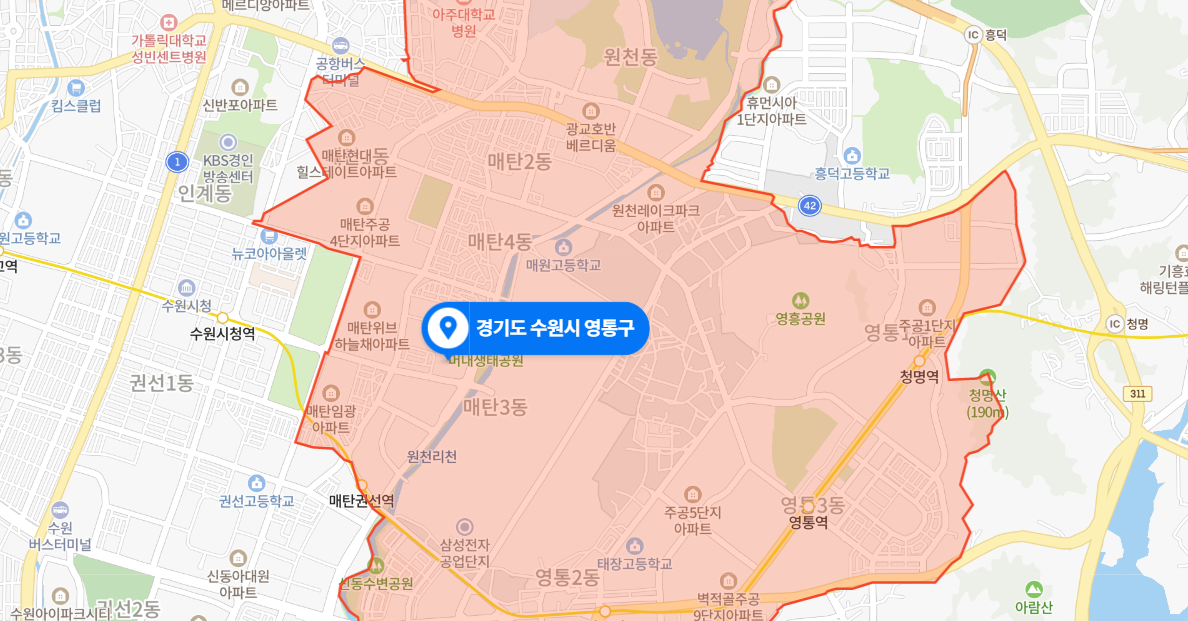 메르디앙아파트
아주대학교
병원
가톨릭대학교
성빈센트병원
공항버스
터미널
원천동
IC
흥덕
킴스클럽
신반포아파트
휴먼시아
1단지아파트
광교호반
베르디움
1
KBS경인
방송센터
매탄현대
힐스테이트아파트
매탄2동
흥덕고등학교
인계동
42
원천레이크파크
아파트
매탄주공
4단지아파트
매탄4동
매원고등학교
뉴코아아울렛
원고등학교
수원시청
수원시청역
매탄위브
하늘채아파트
경기도 수원시 영통구
머내생태공원
영흥공원
주공1단지
아파트
IC
청명
해링턴플
청명역
권선1동
매탄임광
아파트
매탄3동
청명산
(190m)
311
원천리천
권선고등학교
매탄권선역
주공5단지
아파트
영통3동
영통역
수원
버스터미널
삼성전자
공업단지
태장고등학교
신동아대원
아파트
신동수변공원
영통2동
벽적골주공
9단지아파트
아람산
수원아이파크시티
권선2동